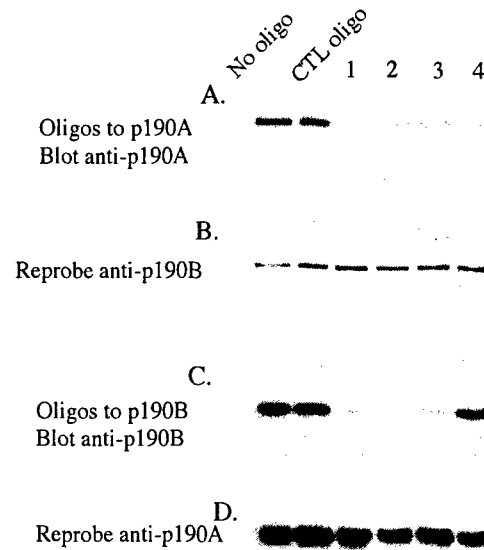 No oligo CTL oligo 1 2 3 4
A.
Oligos to p190A
Blot anti-p190A
B.
Reprobe anti-p190B
C.
Oligos to p190B
Blot anti-p190B
D.
Reprobe anti-p190A